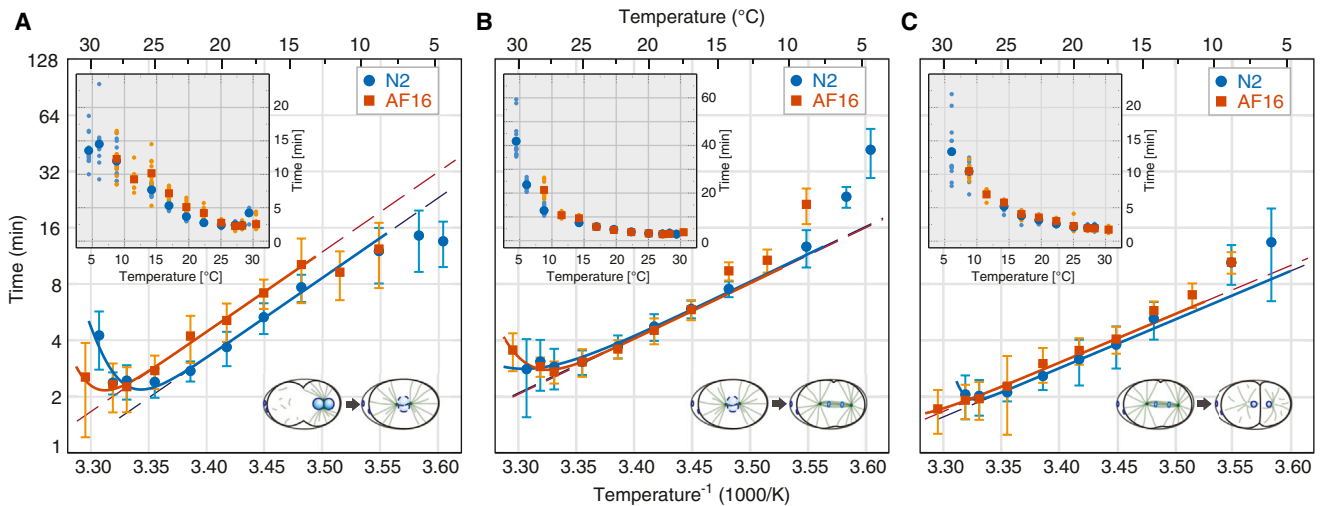 Temperature (°C)
A
B
C
30 25 20 15 10 5
30 25 20 15 10 5
30 25 20 15 10 5
128
64
32
16
8
4
2
1
Time (min)
N2
AF16
N2
AF16
N2
AF16
20
15
10
5
0
Time [min]
5 10 15 20 25 30
Temperature [°C]
60
40
20
0
Time [min]
5 10 15 20 25 30
Temperature [°C]
20
15
10
5
0
Time [min]
5 10 15 20 25 30
Temperature [°C]
3.30 3.35 3.40 3.45 3.50 3.55 3.60
3.30 3.35 3.40 3.45 3.50 3.55 3.60
3.30 3.35 3.40 3.45 3.50 3.55 3.60
Temperature⁻¹ (1000/K)